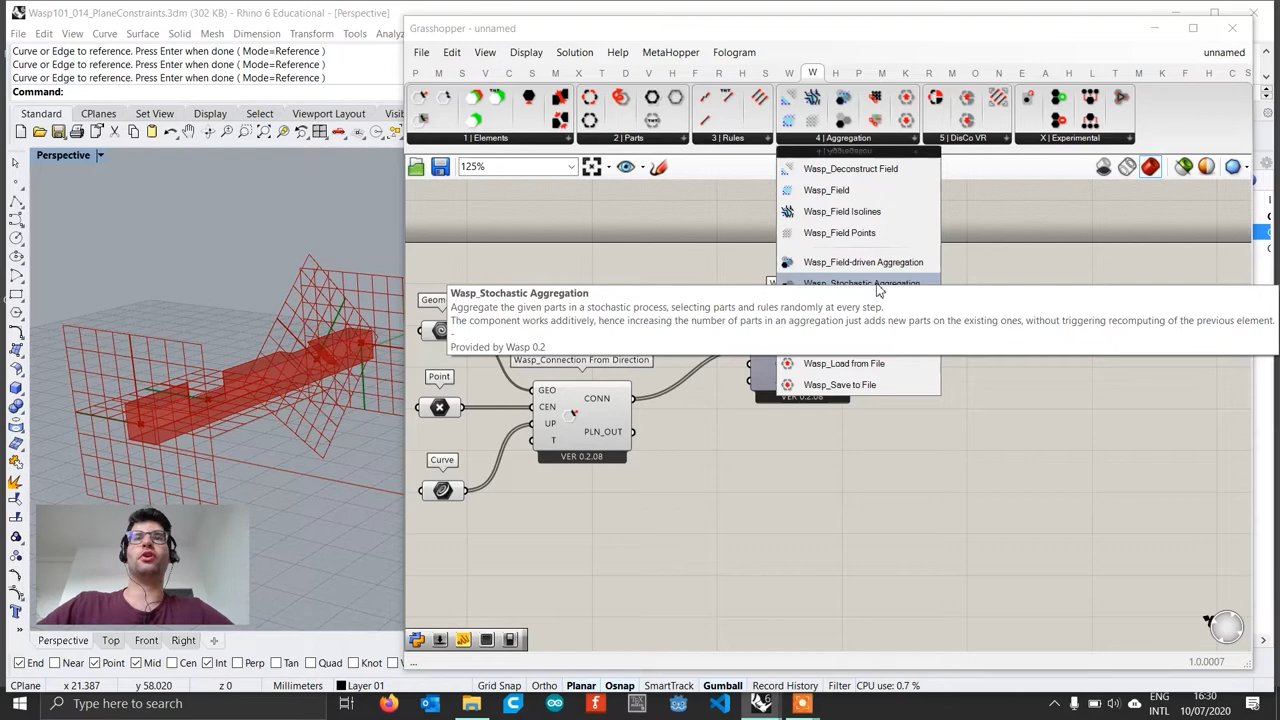 Wasp101_014_PlaneConstraints.3dm (302 KB) - Rhino 6 Educational - [Perspective]
File Edit View Curve Surface Solid Mesh Dimension Transform Tools Analyz
Curve or Edge to reference. Press Enter when done ( Mode=Reference )
Curve or Edge to reference. Press Enter when done ( Mode=Reference )
Curve or Edge to reference. Press Enter when done ( Mode=Reference )
Command:
Standard CPlanes Set View Display Select Viewport Layout
Perspective
Grasshopper - unnamed
File Edit View Display Solution Help MetaHopper Fologram unnamed
P M S V C I S M X T D M V M F R H S W W H P M K R M O N S E A H L T M X F R C S
1 | Elements 2 | Parts 3 | Rules 4 | Aggregation 5 | DisCo VR X | Experimental
125%
4 | Aggregation
Wasp_Deconstruct Field
Wasp_Field
Wasp_Field Isolines
Wasp_Field Points
Wasp_Field-driven Aggregation
Wasp_Stochastic Aggregation
Wasp_Stochastic Aggregation
Aggregate the given parts in a stochastic process, selecting parts and rules randomly at every step.
The component works additively, hence increasing the number of parts in an aggregation just adds new parts on the existing ones, without triggering recomputing of the previous element.
-
Provided by Wasp 0.2
Wasp_Load from File
Wasp_Save to File
Geom
Wasp_Connection From Direction
Point
Curve
GEO
CEN
UP
T
CONN
PLN_OUT
VER 0.2.08
VER 0.2.08
...
1.0.0007
Perspective Top Front Right
End Near Point Mid Cen Int Perp Tan Quad Knot
CPlane x 21.387 y 58.020 z 0 Millimeters Layer 01 Grid Snap Ortho Planar Osnap SmartTrack Gumball Record History Filter CPU use: 0.7 %
Type here to search
ENG
INTL
16:30
10/07/2020